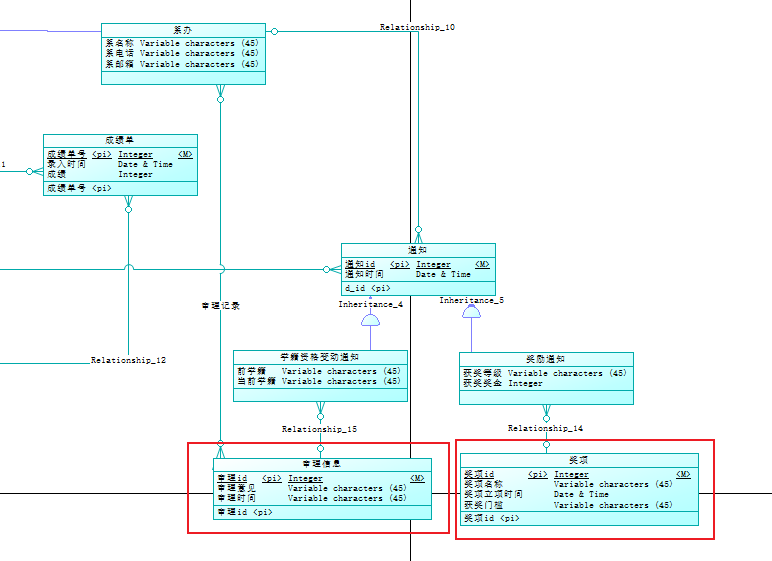 系办
Relationship_10
系名称 Variable characters (45)
系电话 Variable characters (45)
系邮箱 Variable characters (45)
成绩单
成绩单号 <pi> Integer <M>
录入时间 Date & Time
成绩 Integer
成绩单号 <pi>
1
通知
通知id <pi> Integer <M>
通知时间 Date & Time
d_id <pi>
Inheritance_4
Inheritance_5
审理记录
Relationship_12
学籍资格变动通知
前学籍 Variable characters (45)
当前学籍 Variable characters (45)
奖励通知
获奖等级 Variable characters (45)
获奖奖金 Integer
Relationship_15
Relationship_14
审理信息
审理id <pi> Integer <M>
审理意见 Variable characters (45)
审理时间 Variable characters (45)
审理id <pi>
奖项
奖项id <pi> Integer <M>
奖项名称 Variable characters (45)
奖项立项时间 Date & Time
获奖门槛 Variable characters (45)
奖项id <pi>